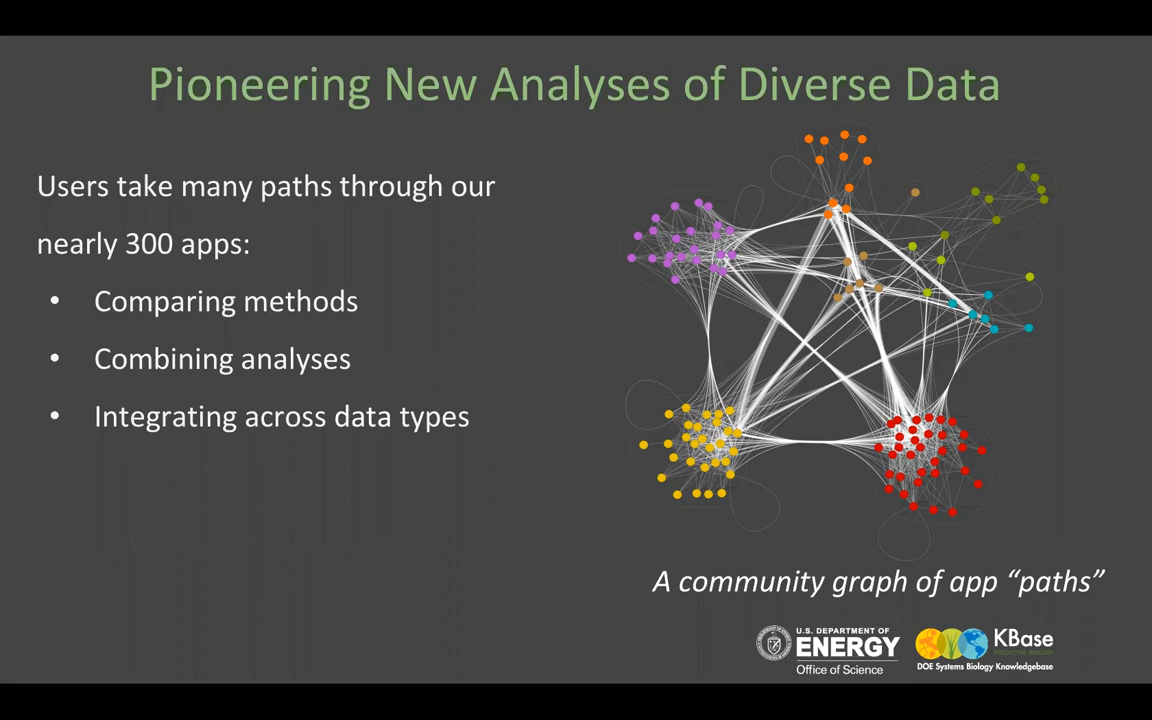 Pioneering New Analyses of Diverse Data
Users take many paths through our
nearly 300 apps:
• Comparing methods
• Combining analyses
• Integrating across data types
A community graph of app “paths”
U.S. DEPARTMENT OF
ENERGY
Office of Science
KBase
PREDICTIVE BIOLOGY
DOE Systems Biology Knowledgebase